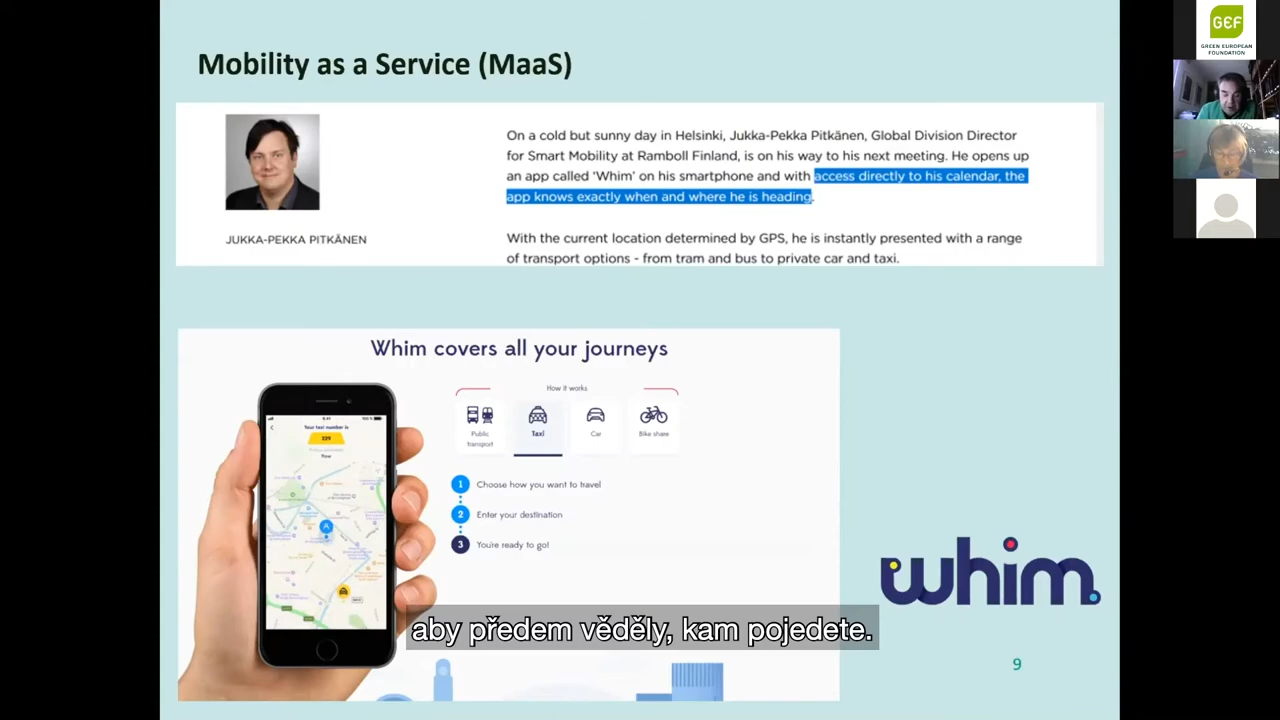 Mobility as a Service (MaaS)
GEF
GREEN EUROPEAN
FOUNDATION
On a cold but sunny day in Helsinki, Jukka-Pekka Pitkänen, Global Division Director
for Smart Mobility at Ramboll Finland, is on his way to his next meeting. He opens up
an app called ‘Whim’ on his smartphone and with access directly to his calendar, the
app knows exactly when and where he is heading.
JUKKA-PEKKA PITKÄNEN
With the current location determined by GPS, he is instantly presented with a range
of transport options - from tram and bus to private car and taxi.
Whim covers all your journeys
How it works
Public
transport
Taxi
Car
Bike share
Your taxi number is
229
1 Choose how you want to travel
2 Enter your destination
3 You're ready to go!
whim
aby předem věděly, kam pojedete.
9